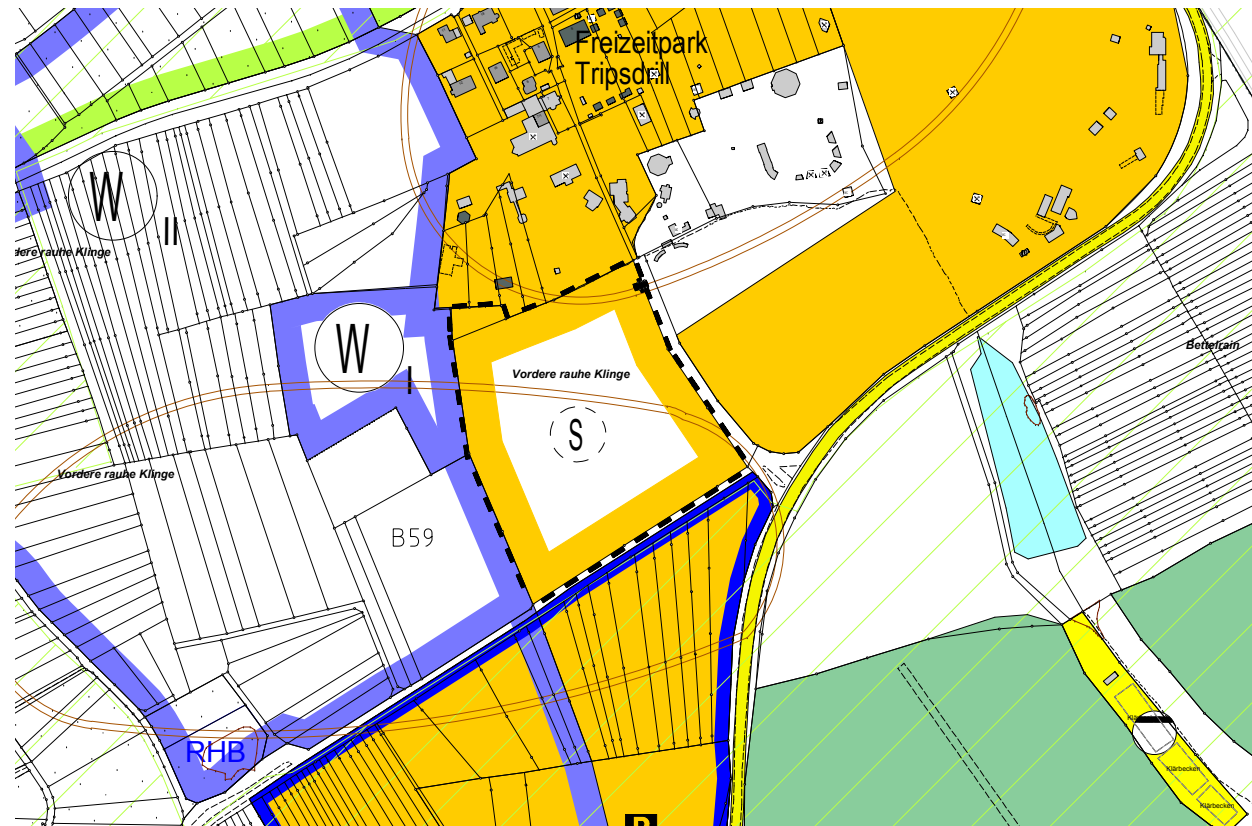 Freizeitpark
Tripsdrill
W
II
dere rauhe Klinge
W
I
Vordere rauhe Klinge
S
Bettelrain
Vordere rauhe Klinge
B59
RHB
Klärbecken
Klärbecken
P